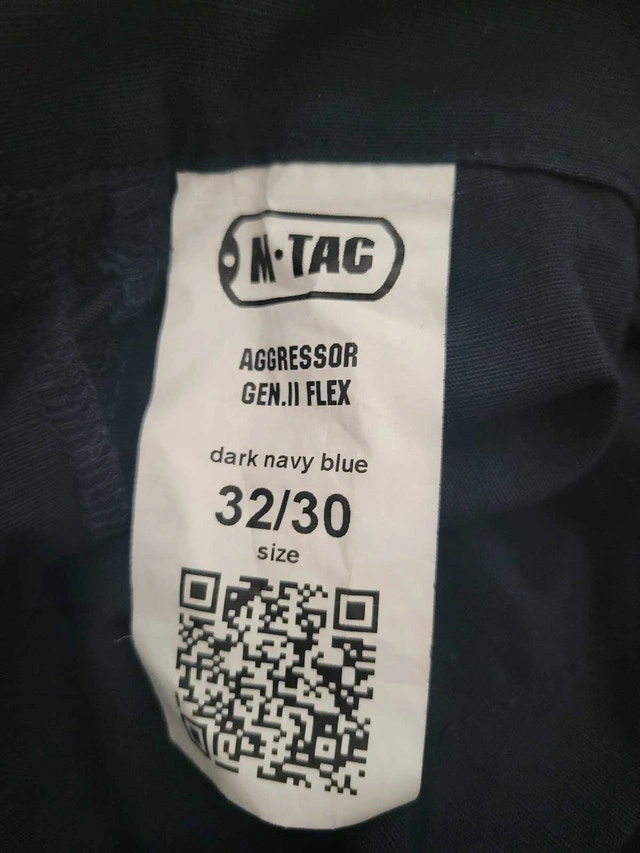 M·TAC
AGGRESSOR
GEN.II FLEX
dark navy blue
32/30
size